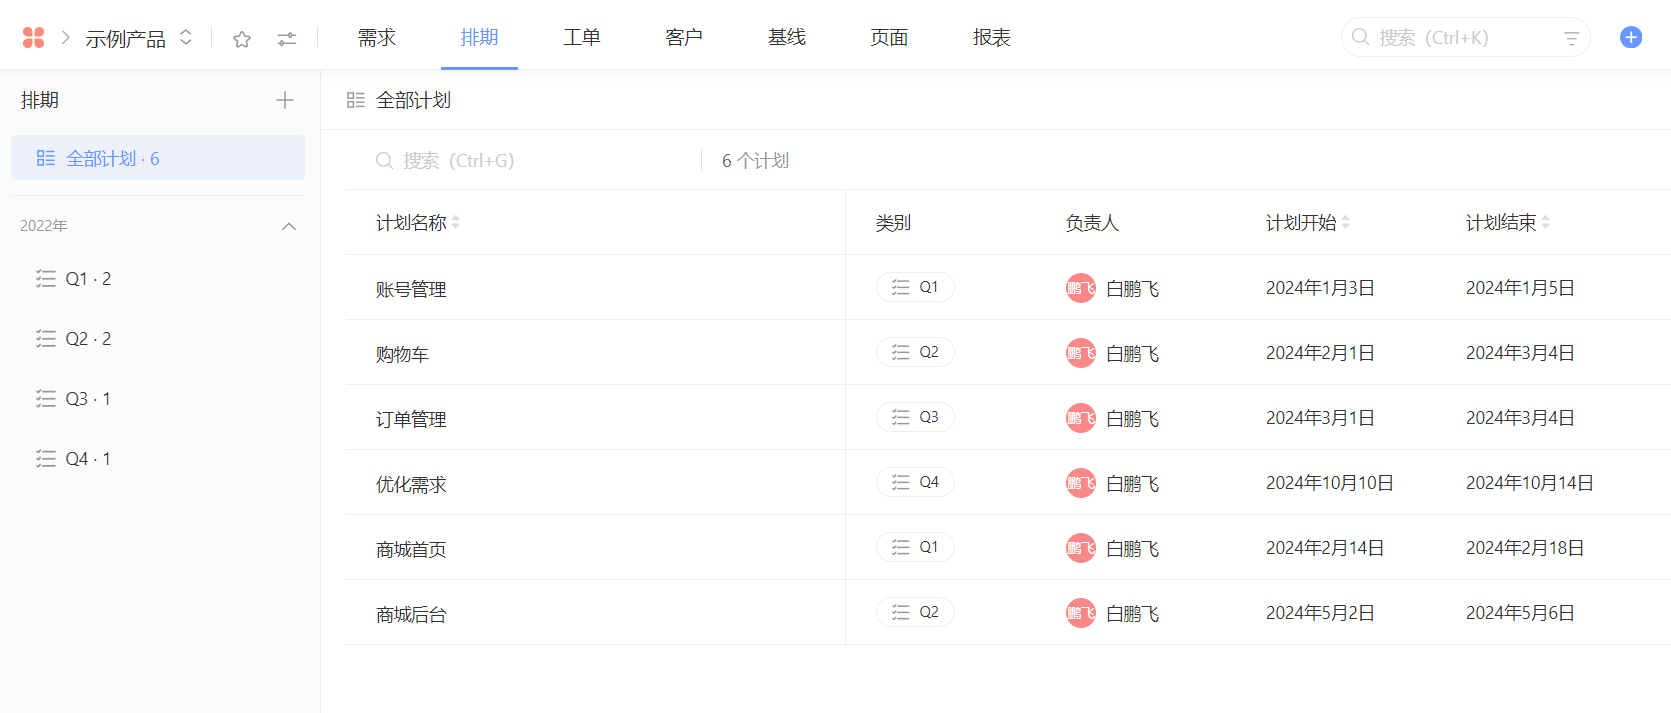 示例产品 需求 排期 工单 客户 基线 页面 报表 搜索（Ctrl+K）
排期
全部计划 · 6
2022年
Q1 · 2
Q2 · 2
Q3 · 1
Q4 · 1
全部计划
搜索（Ctrl+G） 6 个计划
计划名称 类别 负责人 计划开始 计划结束
账号管理 Q1 鹏飞 白鹏飞 2024年1月3日 2024年1月5日
购物车 Q2 鹏飞 白鹏飞 2024年2月1日 2024年3月4日
订单管理 Q3 鹏飞 白鹏飞 2024年3月1日 2024年3月4日
优化需求 Q4 鹏飞 白鹏飞 2024年10月10日 2024年10月14日
商城首页 Q1 鹏飞 白鹏飞 2024年2月14日 2024年2月18日
商城后台 Q2 鹏飞 白鹏飞 2024年5月2日 2024年5月6日